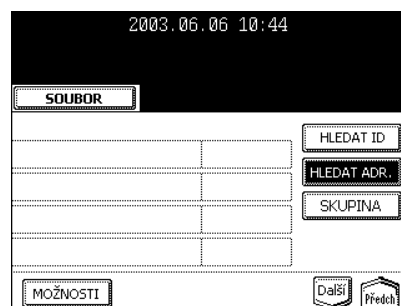 2003.06.06 10:44
SOUBOR
HLEDAT ID
HLEDAT ADR.
SKUPINA
MOŽNOSTI
Další
Předch